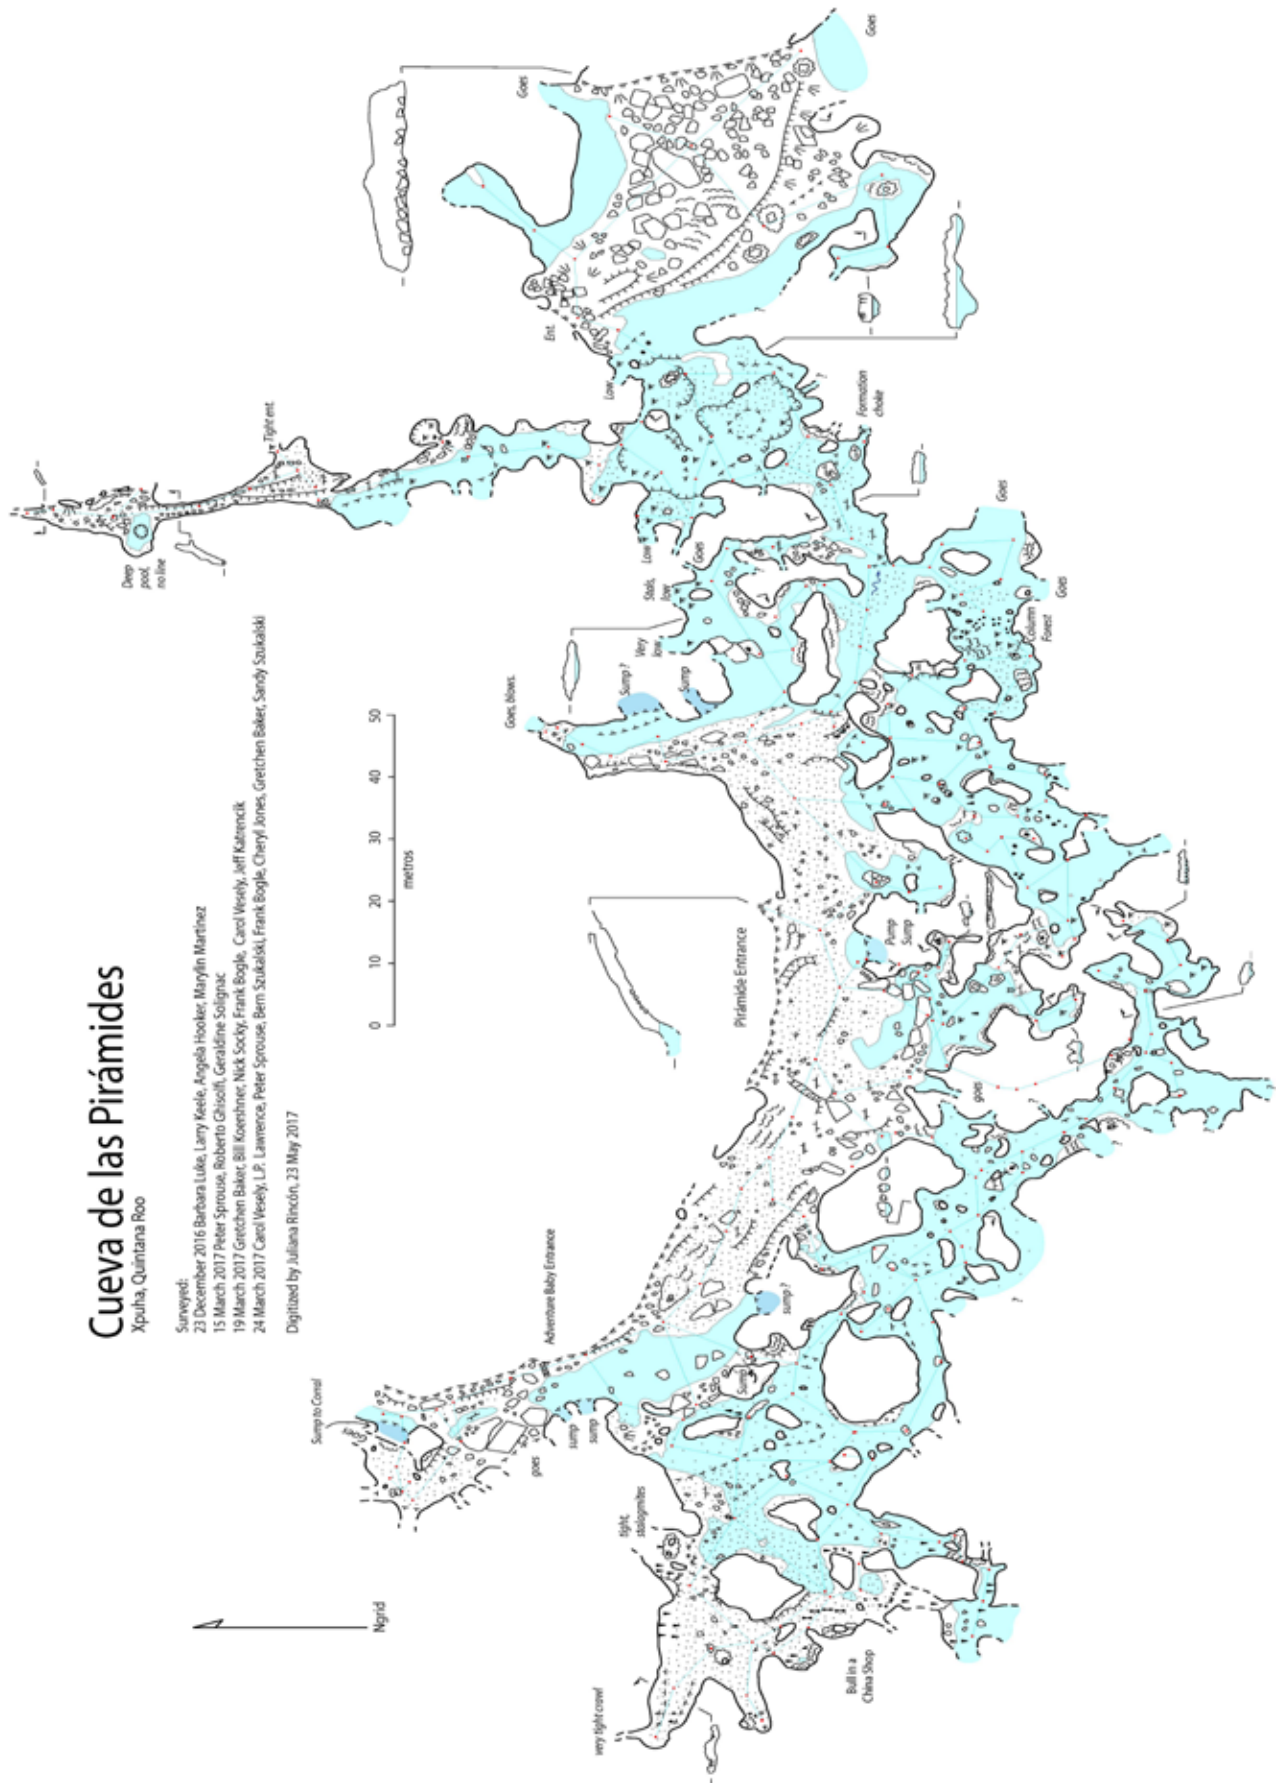 Cueva de las Pirámides
Xpuha, Quintana Roo
Surveyed:
23 December 2016 Barbara Luke, Larry Keele, Angela Hooker, Marylin Martinez
15 March 2017 Peter Sprouse, Roberto Ghisolfi, Geraldine Solignac
19 March 2017 Gretchen Baker, Bill Koershner, Nick Socky, Frank Bogle, Carol Vesely, Jeff Katrencik
24 March 2017 Carol Vesely, L.P. Lawrence, Peter Sprouse, Bern Szukalski, Frank Bogle, Cheryl Jones, Gretchen Baker, Sandy Szukalski
Digitized by Juliana Rincón, 23 May 2017
Ngrid
0 10 20 30 40 50
metros
very tight crawl
Bull in a
China Shop
tight,
stalagmites
Sump to Corral
Goes
goes
sump
sump
Adventure Baby Entrance
Sump
sump ?
?
Pirámide Entrance
goes
?
?
?
?
?
Pump
Sump
Goes, blows.
Sump ?
Sump
Very
low
Stals,
low
Goes
Low
Column
Forest
Goes
Goes
Formation
choke
?
Low
Deep
pool,
no line
Tight ent.
Ent.
?
Goes
Goes